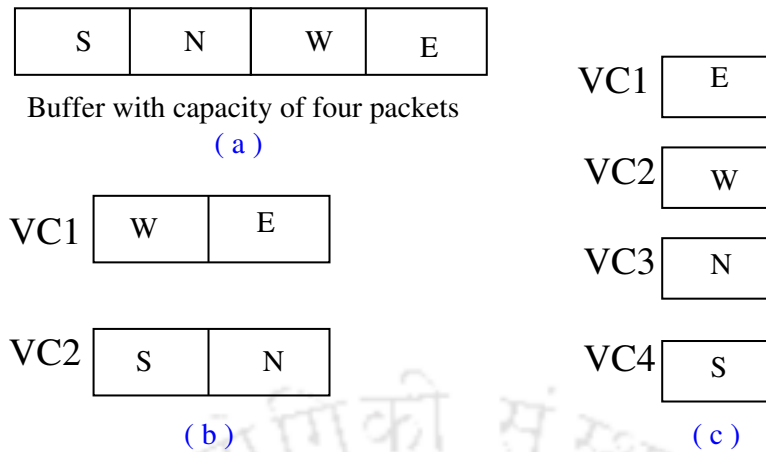 S N W E
Buffer with capacity of four packets
( a )
VC1 W E
VC2 S N
( b )
VC1 E
VC2 W
VC3 N
VC4 S
( c )